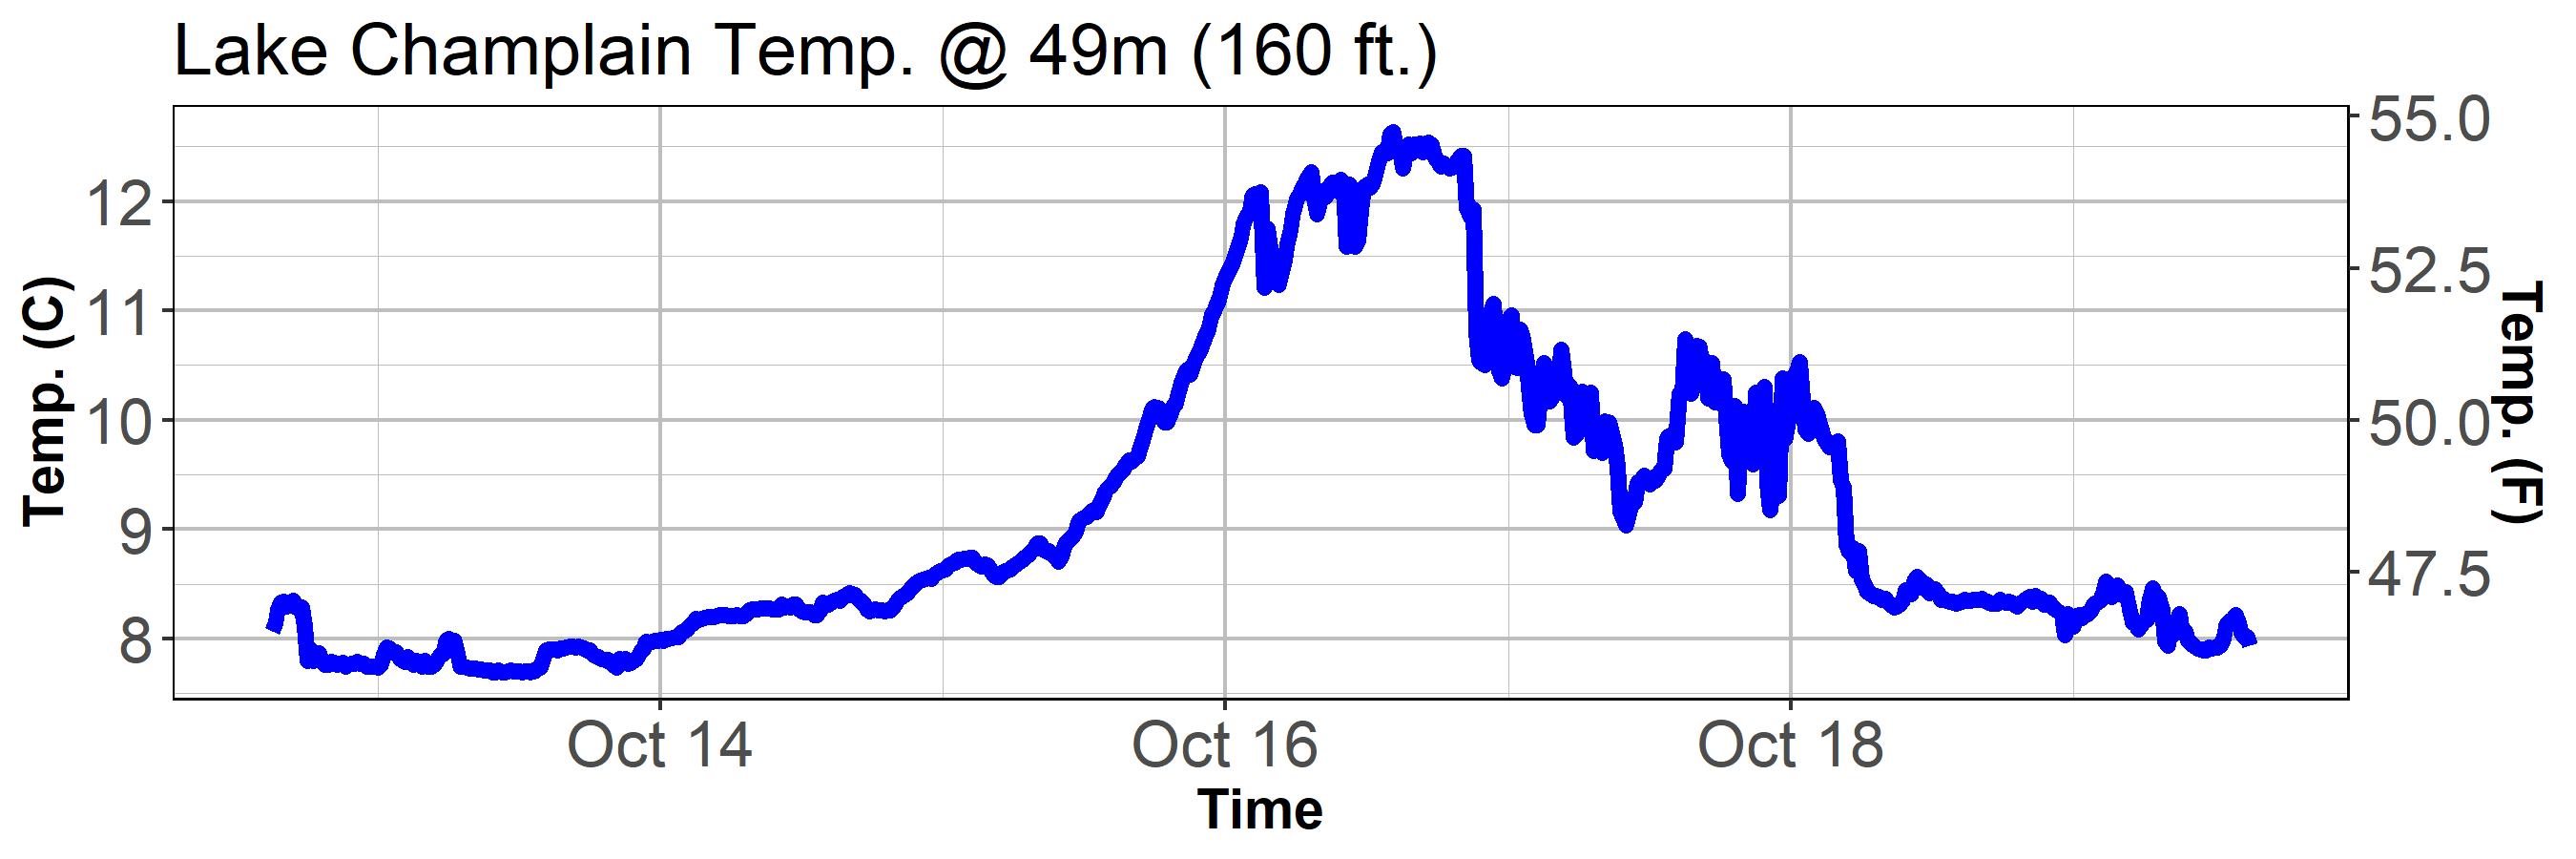 Lake Champlain Temp. @ 49m (160 ft.)
Temp. (C)
12
11
10
9
8
55.0
52.5
50.0
47.5
Temp. (F)
Oct 14
Oct 16
Oct 18
Time